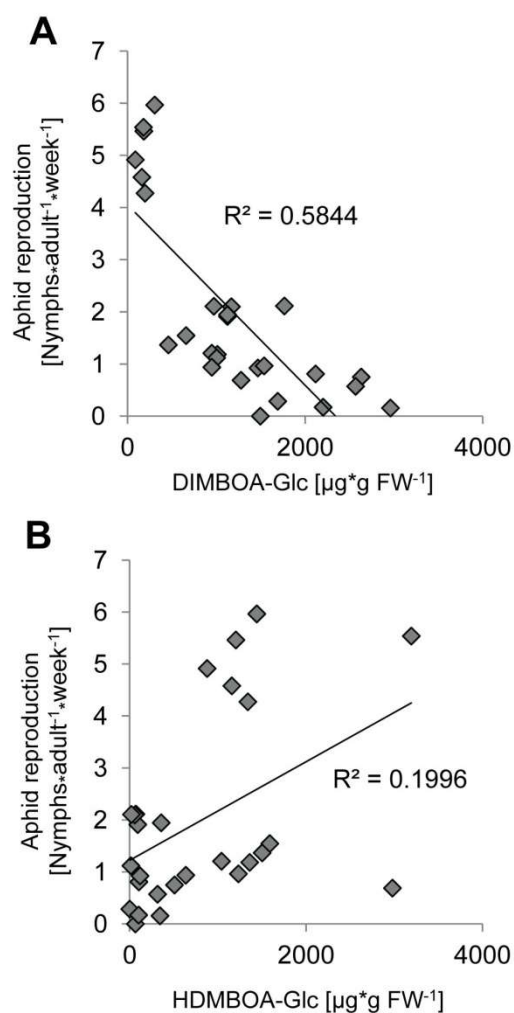 A
7
6
5
4
3
2
1
0
Aphid reproduction
[Nymphs*adult⁻¹*week⁻¹]
R² = 0.5844
0 2000 4000
DIMBOA-Glc [µg*g FW⁻¹]
B
7
6
5
4
3
2
1
0
Aphid reproduction
[Nymphs*adult⁻¹*week⁻¹]
R² = 0.1996
0 2000 4000
HDMBOA-Glc [µg*g FW⁻¹]